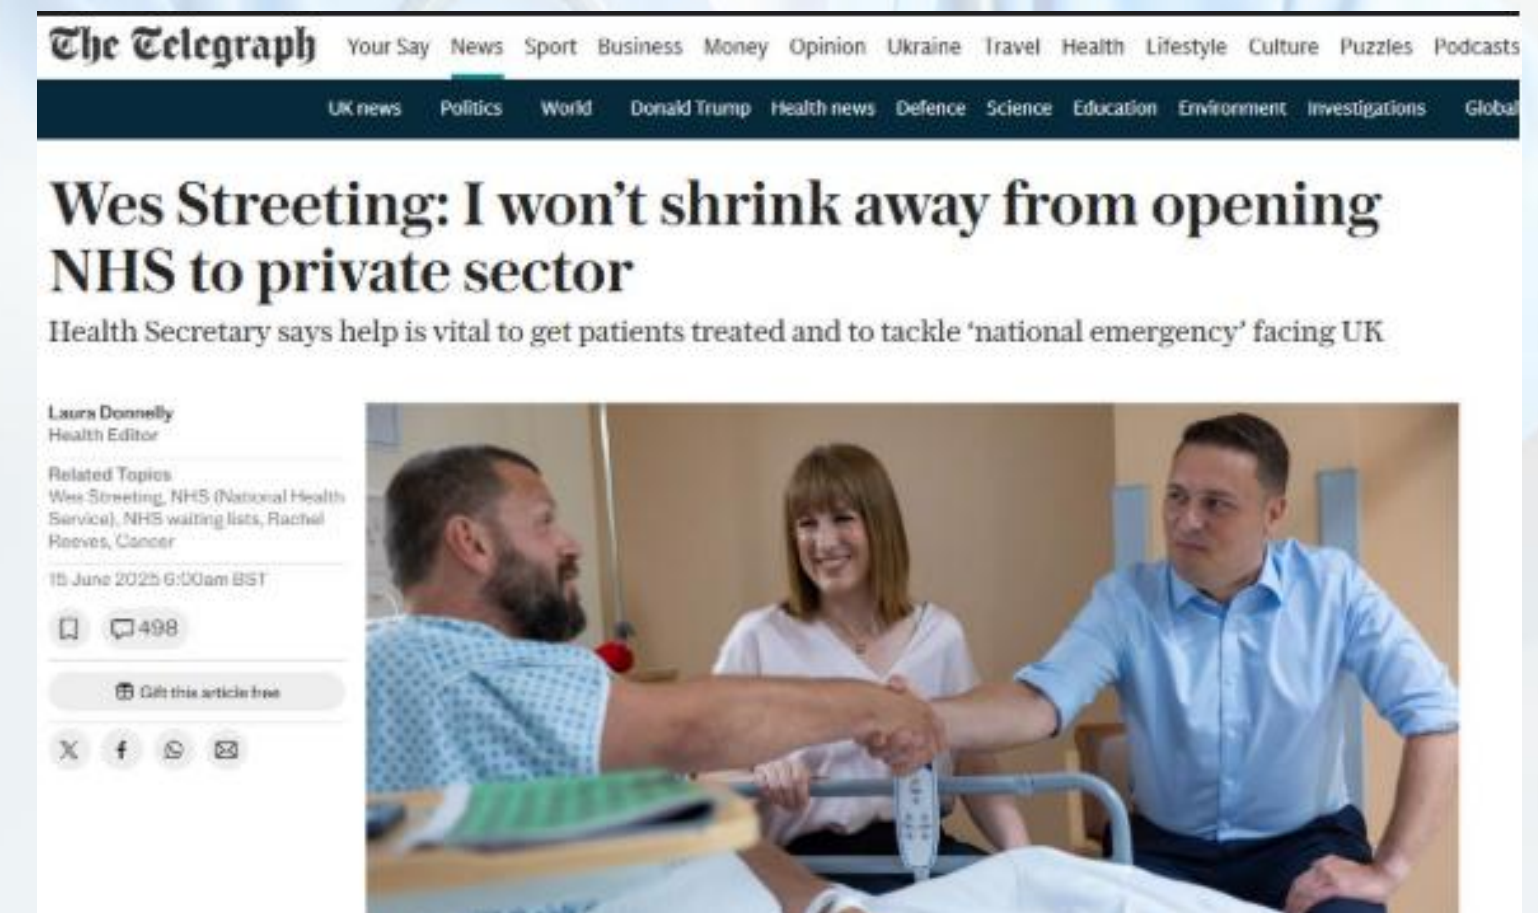 The Telegraph
Your Say News Sport Business Money Opinion Ukraine Travel Health Lifestyle Culture Puzzles Podcasts
UK news Politics World Donald Trump Health news Defence Science Education Environment Investigations Global
Wes Streeting: I won’t shrink away from opening
NHS to private sector
Health Secretary says help is vital to get patients treated and to tackle ‘national emergency’ facing UK
Laura Donnelly
Health Editor
Related Topics
Wes Streeting, NHS (National Health
Service), NHS waiting lists, Rachel
Reeves, Cancer
15 June 2025 6:00am BST
498
Gift this article free